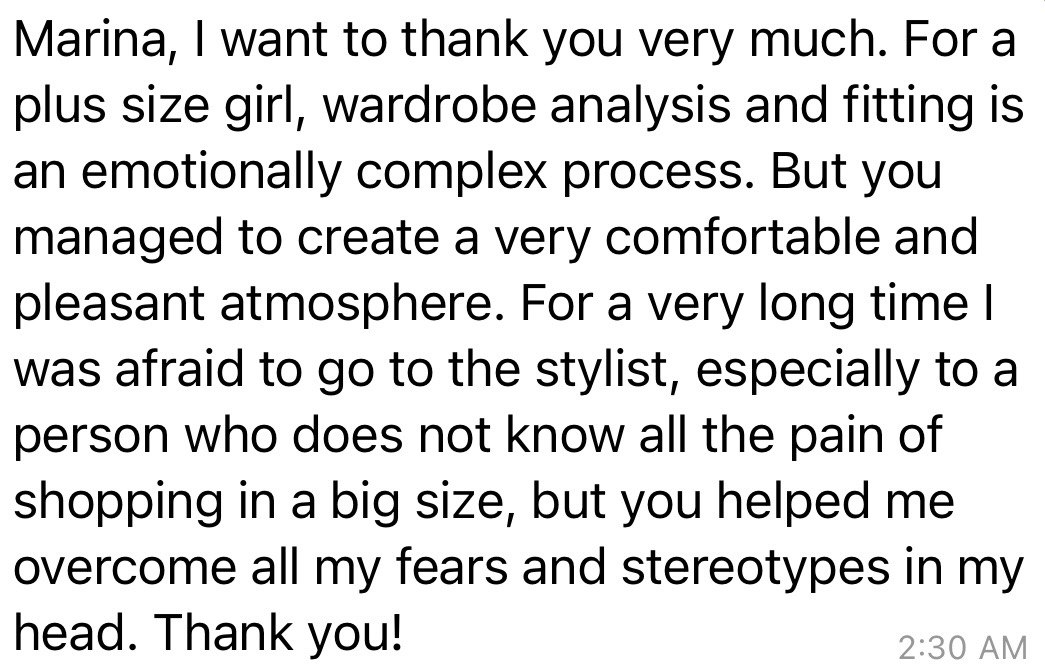 Marina, I want to thank you very much. For a
plus size girl, wardrobe analysis and fitting is
an emotionally complex process. But you
managed to create a very comfortable and
pleasant atmosphere. For a very long time I
was afraid to go to the stylist, especially to a
person who does not know all the pain of
shopping in a big size, but you helped me
overcome all my fears and stereotypes in my
head. Thank you!
2:30 AM